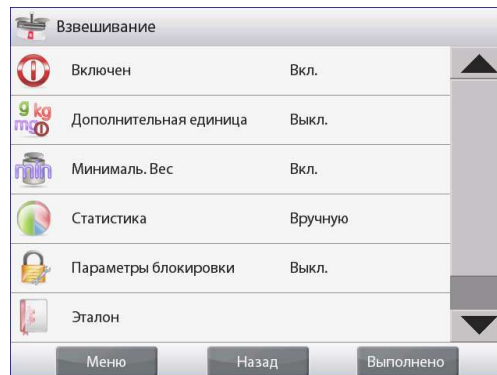 Взвешивание
Включен Вкл.
g kg
mg
Дополнительная единица Выкл.
min
Минималь. Вес Вкл.
Статистика Вручную
Параметры блокировки Выкл.
Эталон
Меню Назад Выполнено